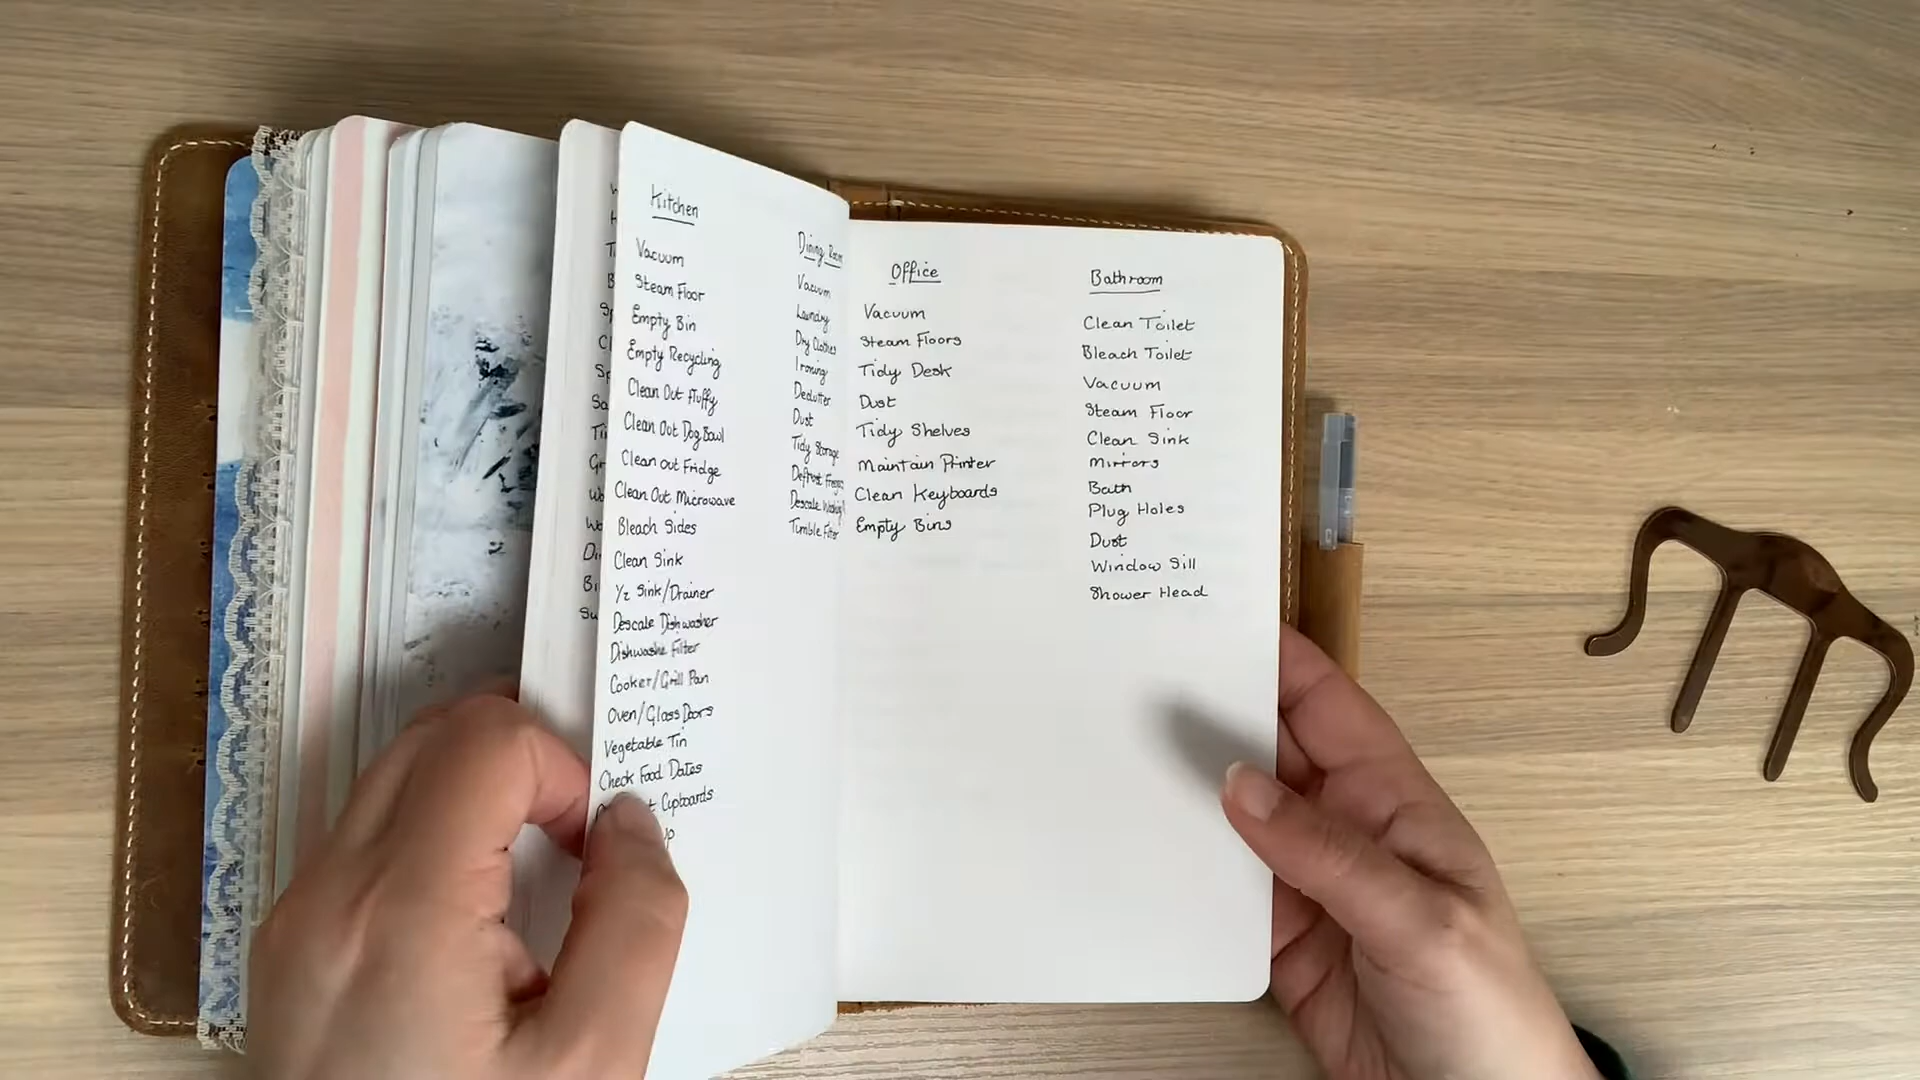 Kitchen
Vacuum
Steam Floor
Empty Bin
Empty Recycling
Clean Out Fluffy
Clean Out Dog Bowl
Clean out Fridge
Clean Out Microwave
Bleach Sides
Clean Sink
1/2 Sink/Drainer
Descale Dishwasher
Dishwashe Filter
Cooker/Grill Pan
Oven/Glass Doors
Vegetable Tin
Check Food Dates
Cupboards
Dining Room
Vacuum
Laundry
Dry Clothes
Ironing
Declutter
Dust
Tidy Storage
Defrost
Descale
Tumble Filter
Office
Vacuum
Steam Floors
Tidy Desk
Dust
Tidy Shelves
Maintain Printer
Clean Keyboards
Empty Bins
Bathroom
Clean Toilet
Bleach Toilet
Vacuum
Steam Floor
Clean Sink
Mirrors
Bath
Plug Holes
Dust
Window Sill
Shower Head